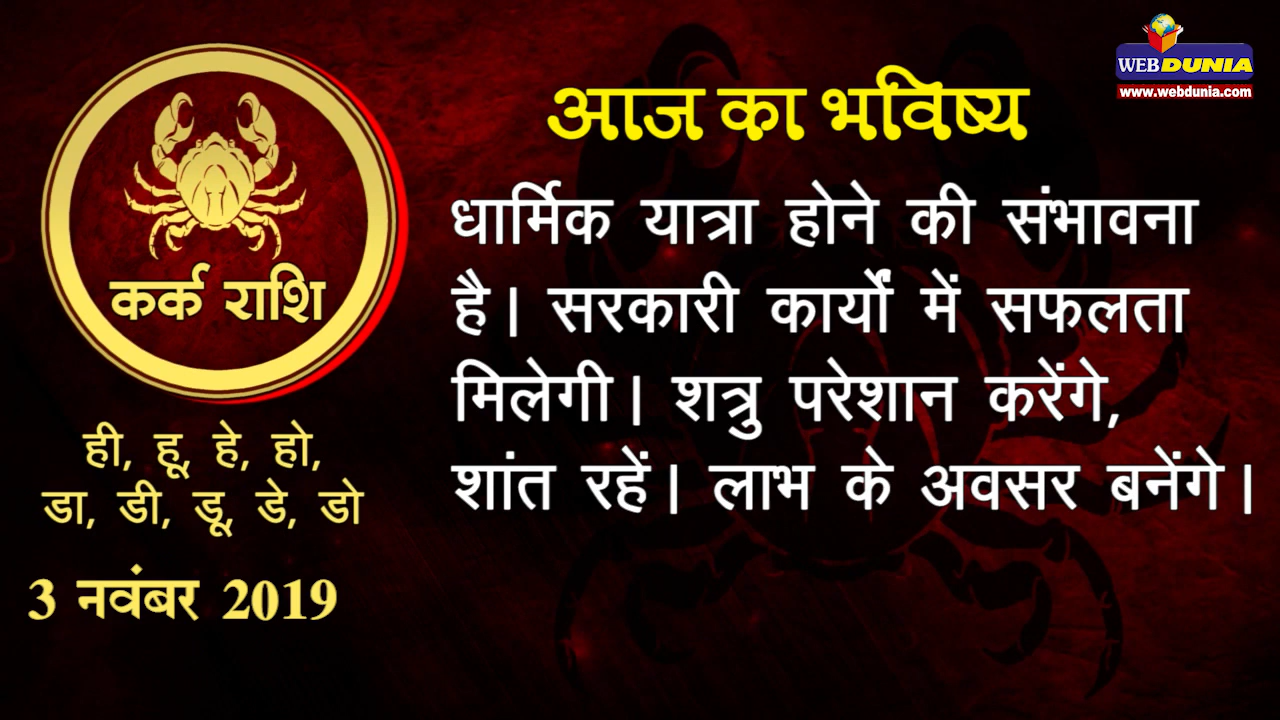 WEBDUNIA
www.webdunia.com
आज का भविष्य
धार्मिक यात्रा होने की संभावना
है। सरकारी कार्यों में सफलता
मिलेगी। शत्रु परेशान करेंगे,
शांत रहें। लाभ के अवसर बनेंगे।
कर्क राशि
ही, हू, हे, हो,
डा, डी, डू, डे, डो
3 नवंबर 2019